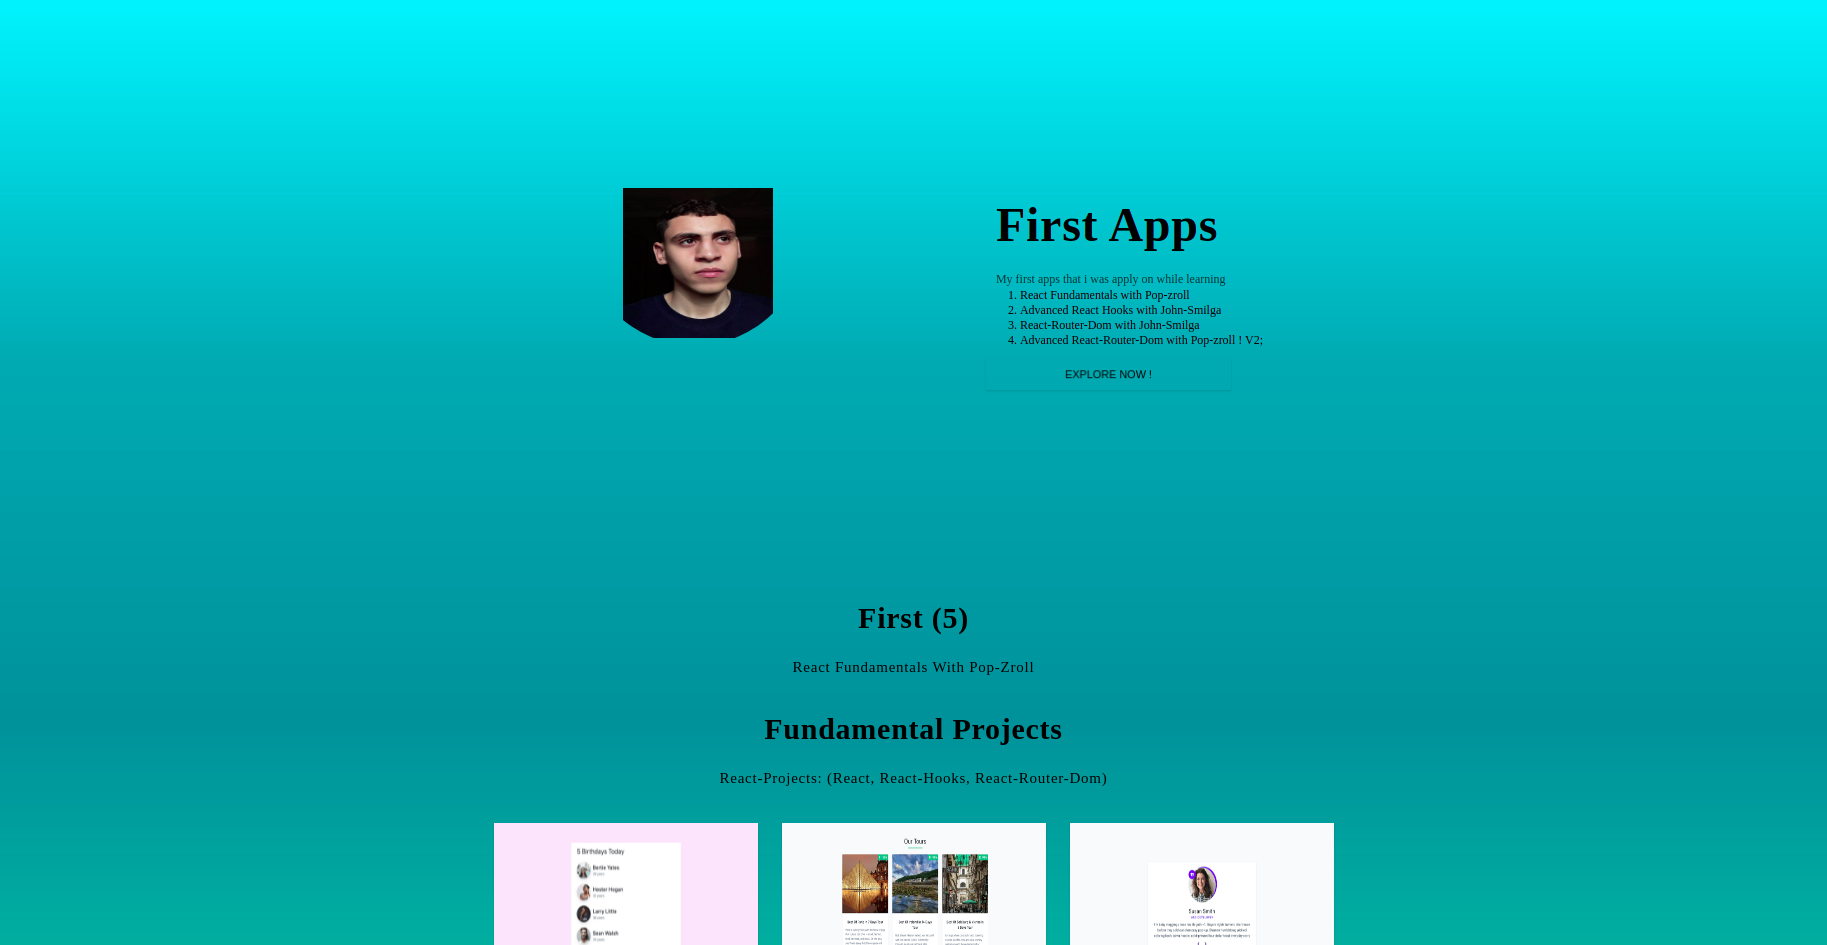 First Apps
My first apps that i was apply on while learning
1. React Fundamentals with Pop-zroll
2. Advanced React Hooks with John-Smilga
3. React-Router-Dom with John-Smilga
4. Advanced React-Router-Dom with Pop-zroll ! V2;
EXPLORE NOW !
First (5)
React Fundamentals With Pop-Zroll
Fundamental Projects
React-Projects: (React, React-Hooks, React-Router-Dom)
5 Birthdays Today
Bertie Yates
Hester Hogan
Larry Little
Sean Walsh
Our Tours
Susan Smith